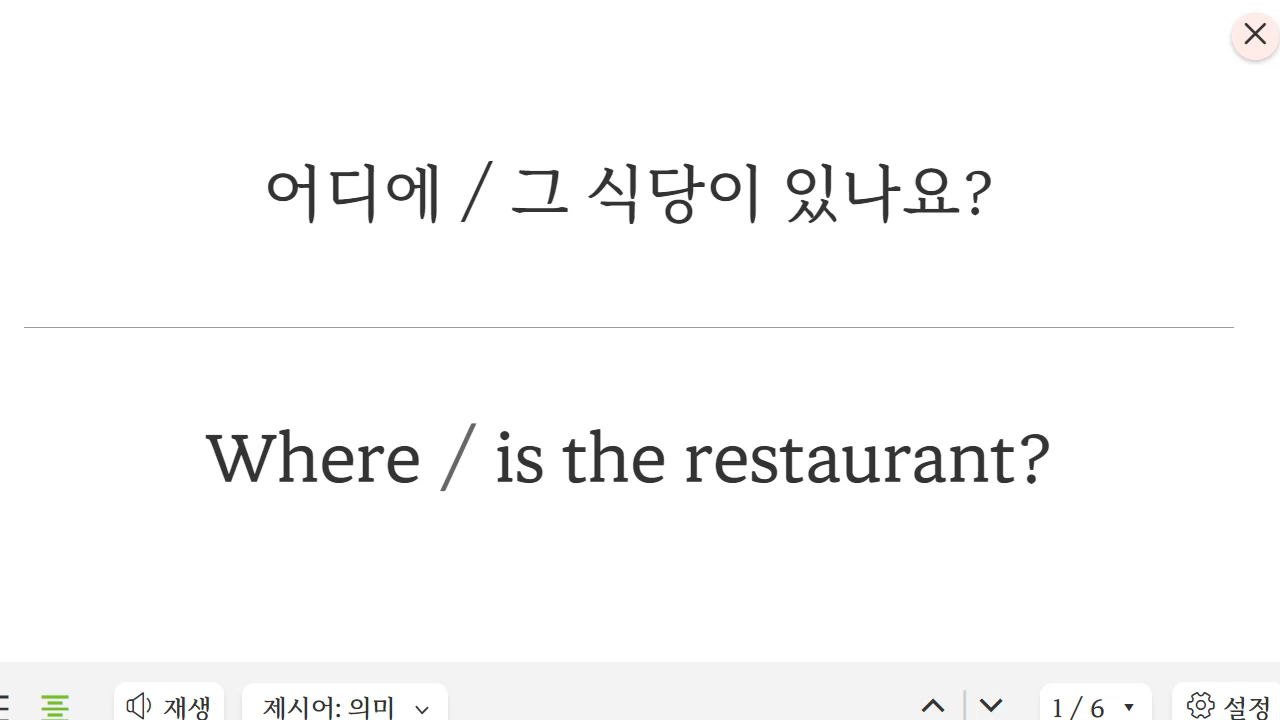 어디에 / 그 식당이 있나요?
Where / is the restaurant?
재생 제시어: 의미 1 / 6 설정